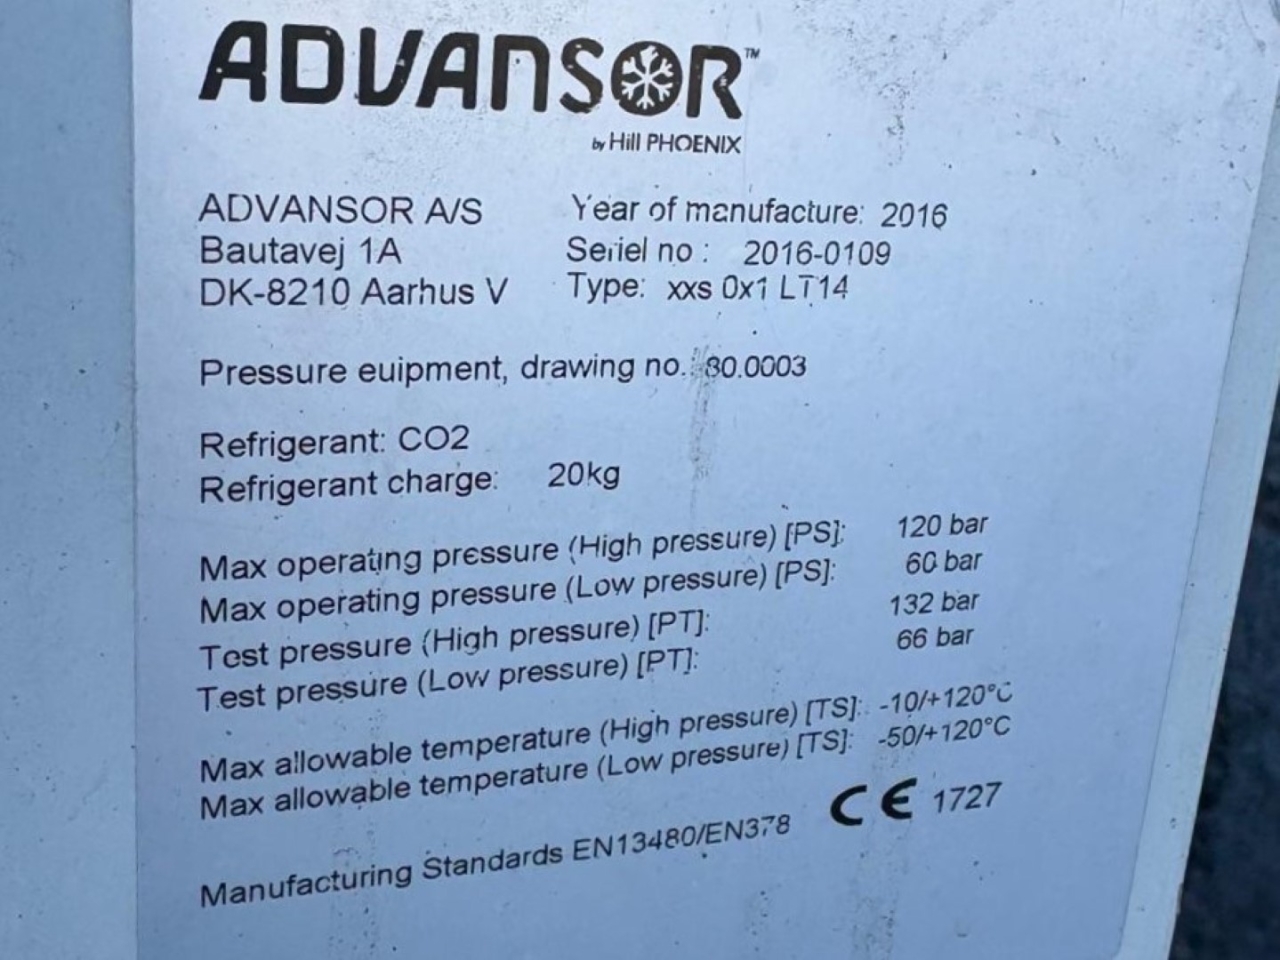 ADVANSOR™
by Hill PHOENIX
ADVANSOR A/S
Bautavej 1A
DK-8210 Aarhus V
Year of manufacture: 2016
Seriel no : 2016-0109
Type: xxs 0x1 LT14
Pressure euipment, drawing no. 80.0003
Refrigerant: CO2
Refrigerant charge: 20kg
Max operating pressure (High pressure) [PS]: 120 bar
Max operating pressure (Low pressure) [PS]: 60 bar
Test pressure (High pressure) [PT]: 132 bar
Test pressure (Low pressure) [PT]: 66 bar
Max allowable temperature (High pressure) [TS]: -10/+120°C
Max allowable temperature (Low pressure) [TS]: -50/+120°C
Manufacturing Standards EN13480/EN378 CE 1727